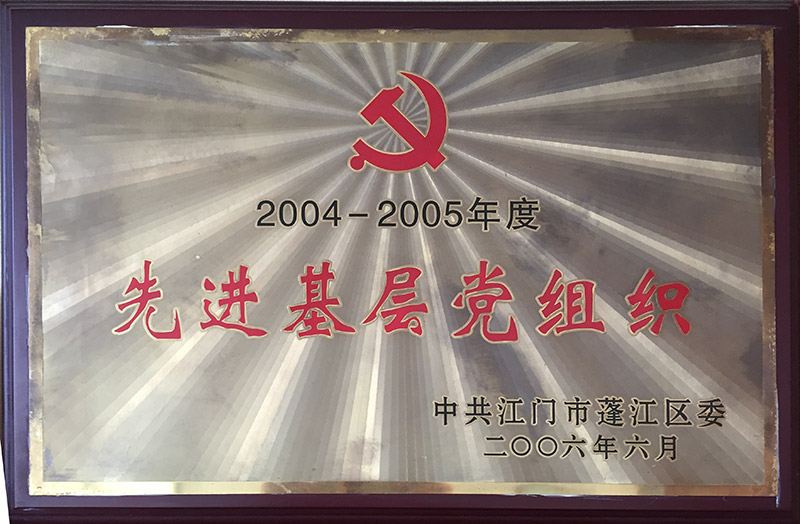 2004－2005年度
先进基层党组织
中共江门市蓬江区委
二〇〇六年六月